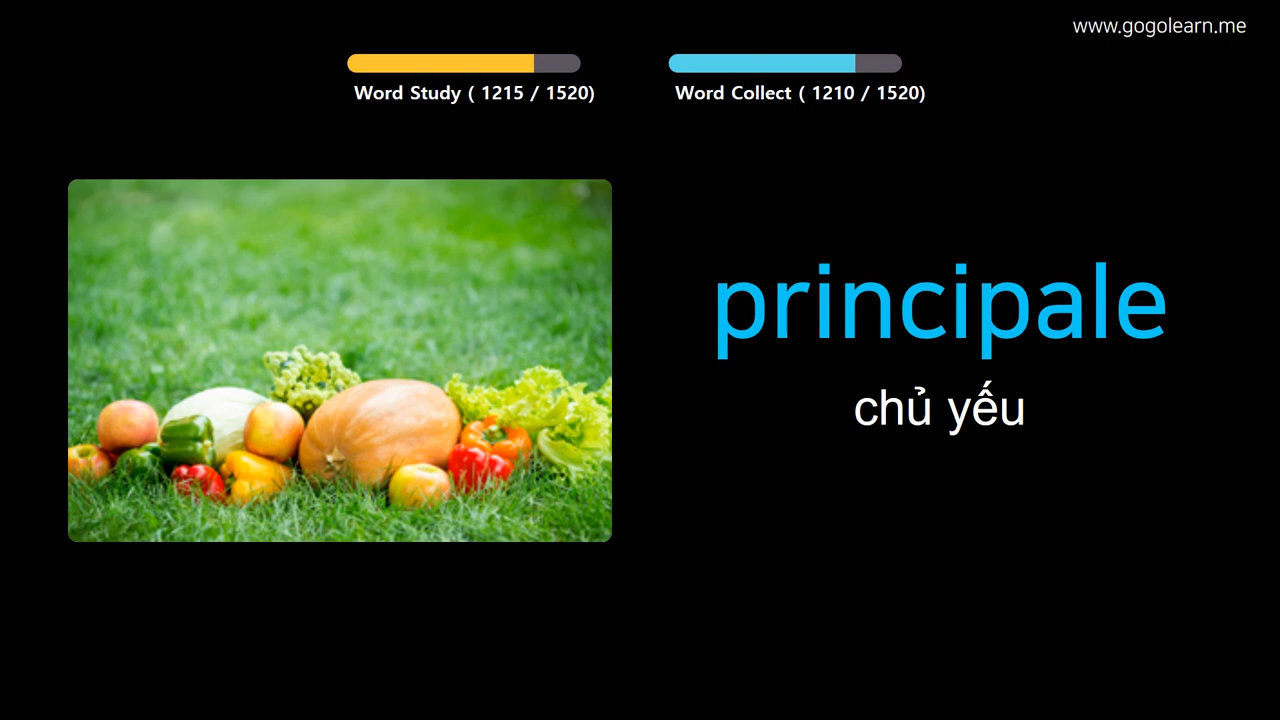 www.gogolearn.me
Word Study ( 1215 / 1520)
Word Collect ( 1210 / 1520)
principale
chủ yếu